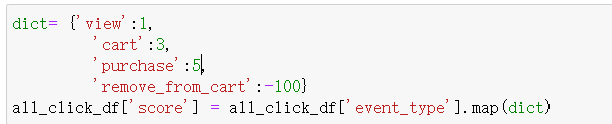 dict= {'view':1,
'cart':3,
'purchase':5,
'remove_from_cart':-100}
all_click_df['score'] = all_click_df['event_type'].map(dict)